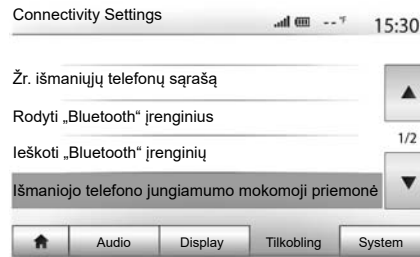 Connectivity Settings
-- °F 15:30
Žr. išmaniųjų telefonų sąrašą
Rodyti „Bluetooth“ įrenginius
1/2
Ieškoti „Bluetooth“ įrenginių
Išmaniojo telefono jungiamumo mokomoji priemonė
Audio Display Tilkobling System